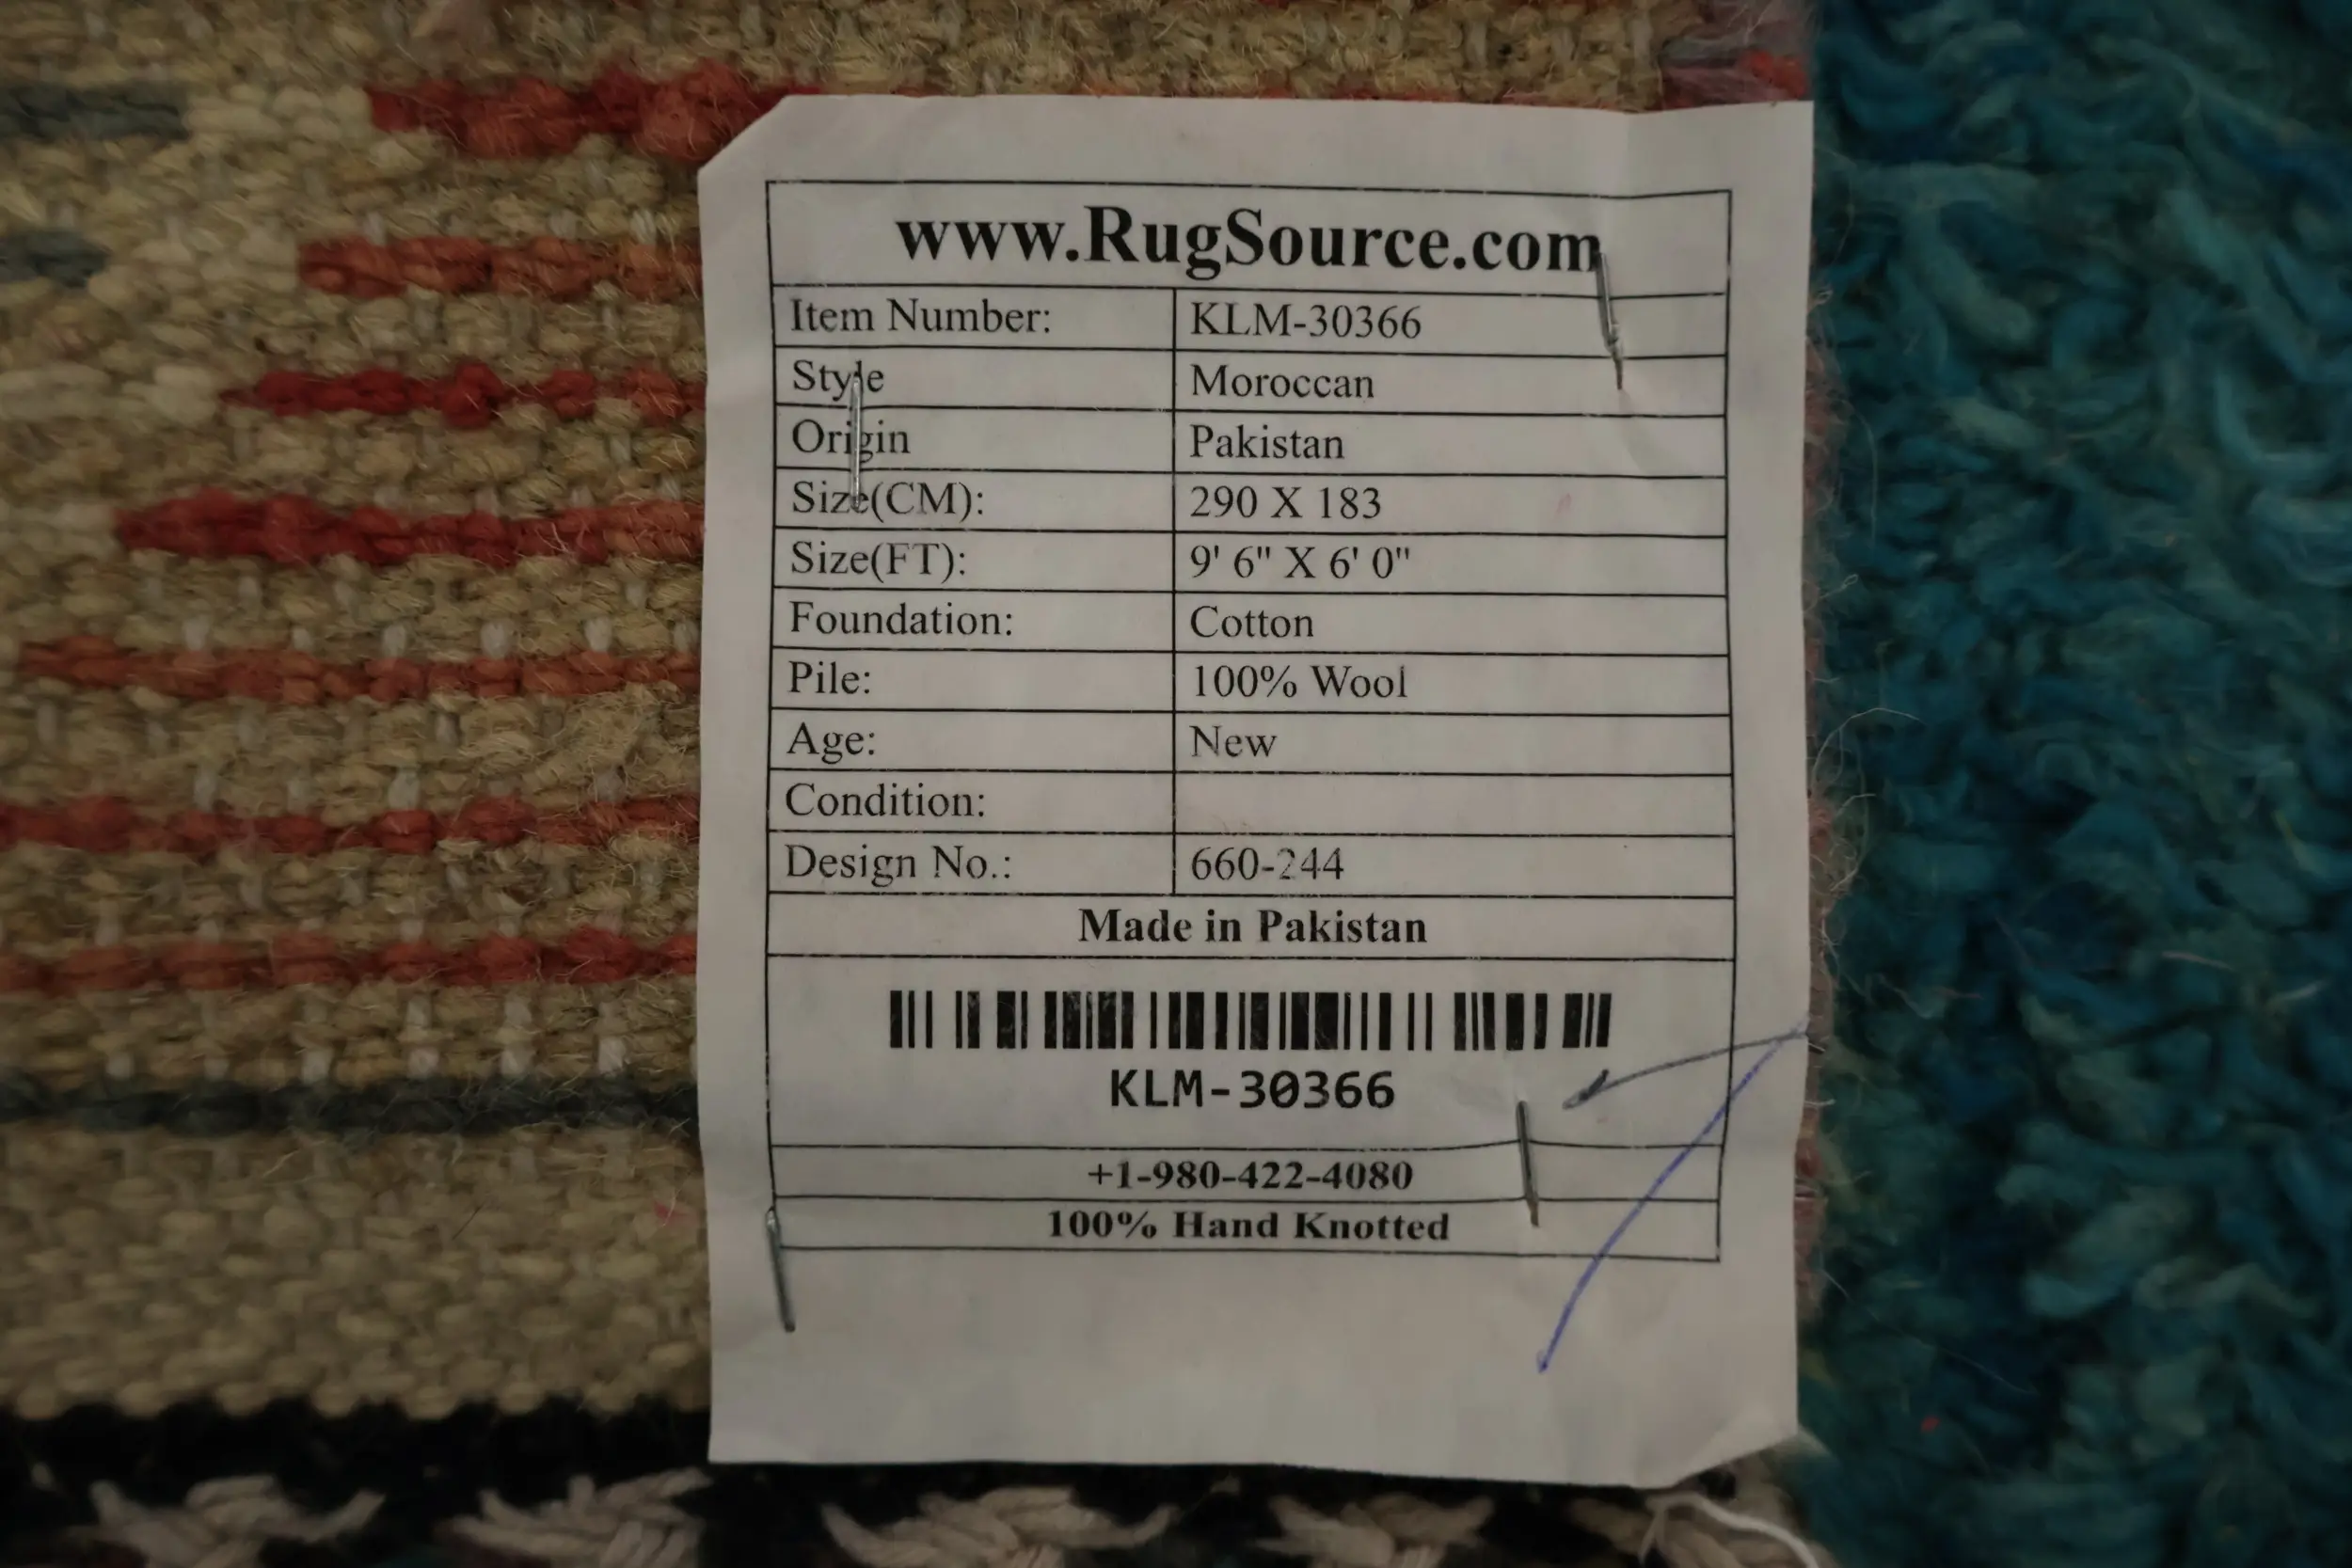 www.RugSource.com
Item Number: KLM-30366
Style Moroccan
Origin Pakistan
Size(CM): 290 X 183
Size(FT): 9' 6" X 6' 0"
Foundation: Cotton
Pile: 100% Wool
Age: New
Condition:
Design No.: 660-244
Made in Pakistan
KLM-30366
+1-980-422-4080
100% Hand Knotted